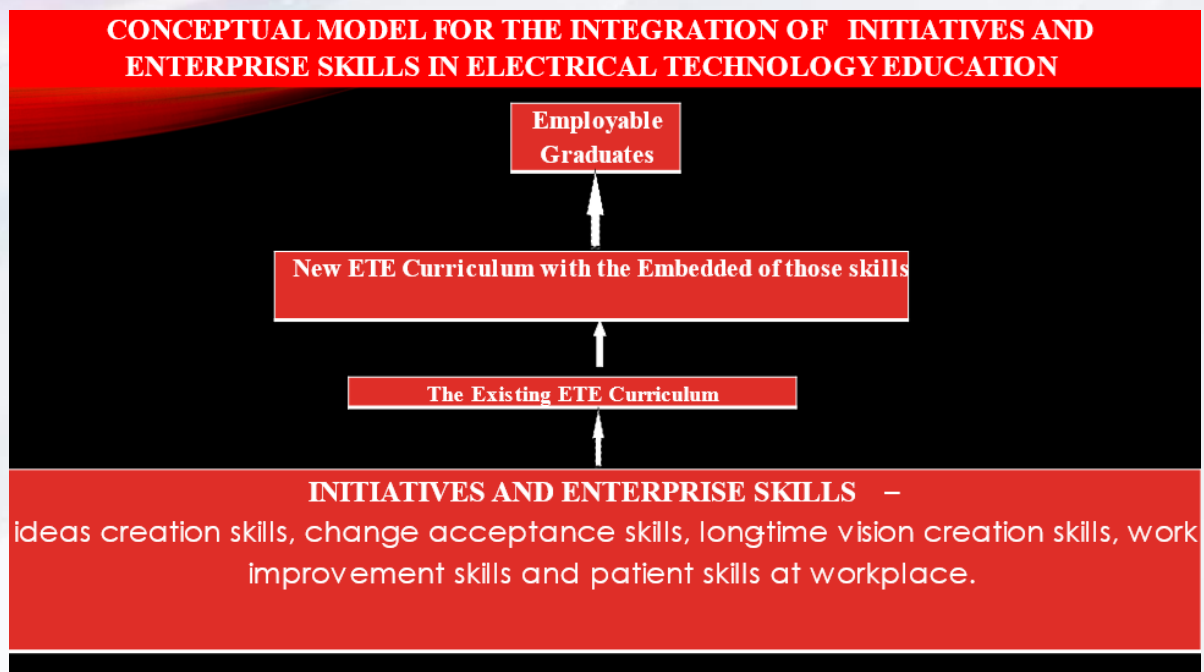 CONCEPTUAL MODEL FOR THE INTEGRATION OF INITIATIVES AND
ENTERPRISE SKILLS IN ELECTRICAL TECHNOLOGY EDUCATION
Employable
Graduates
New ETE Curriculum with the Embedded of those skills
The Existing ETE Curriculum
INITIATIVES AND ENTERPRISE SKILLS –
ideas creation skills, change acceptance skills, long-time vision creation skills, work
improvement skills and patient skills at workplace.